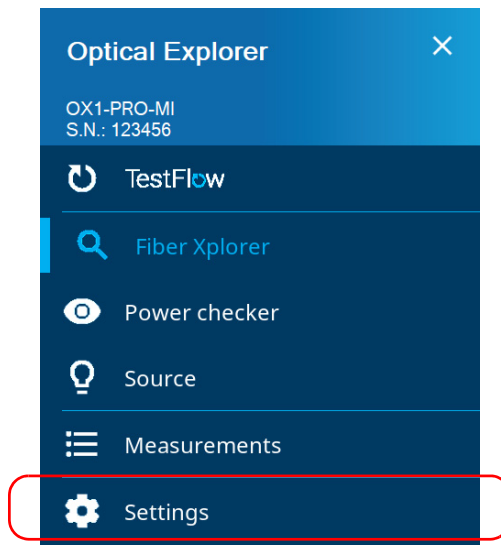 Optical Explorer
OX1-PRO-MI
S.N.: 123456
TestFlow
Fiber Xplorer
Power checker
Source
Measurements
Settings